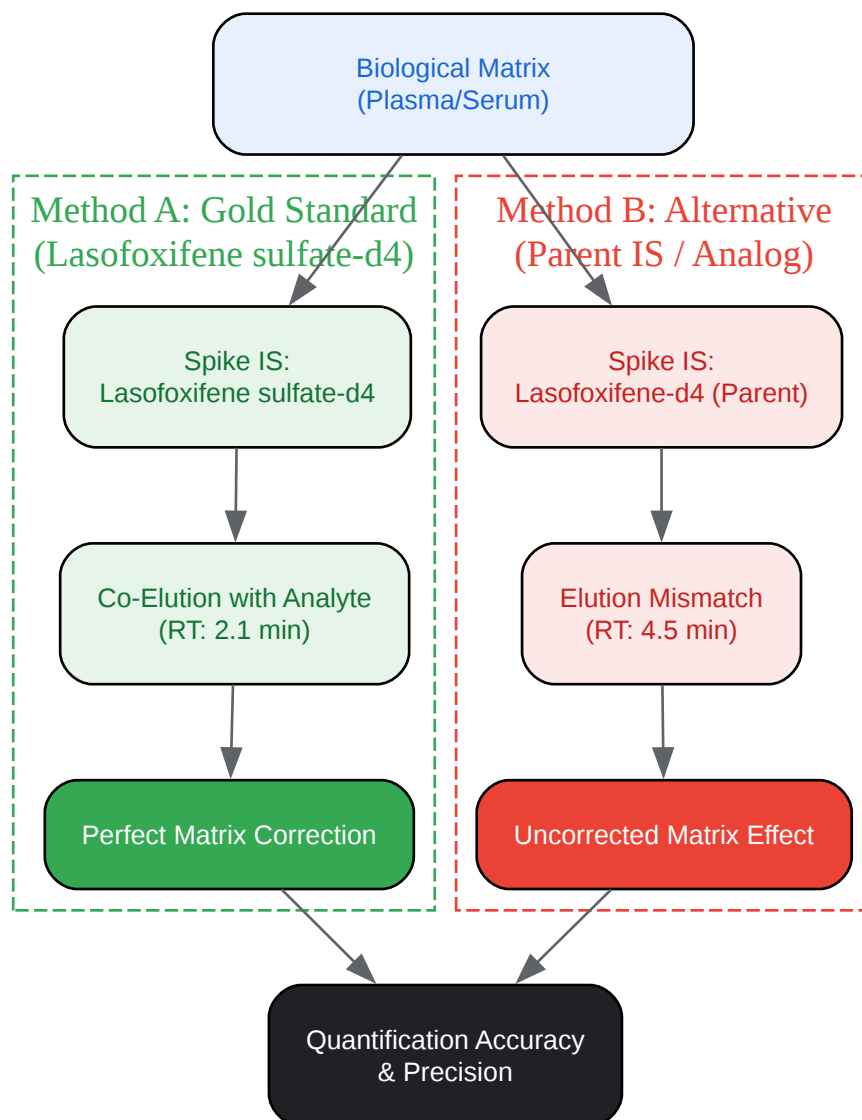 Biological Matrix
(Plasma/Serum)
Method A: Gold Standard
(Lasofoxifene sulfate-d4)
Spike IS:
Lasofoxifene sulfate-d4
Co-Elution with Analyte
(RT: 2.1 min)
Perfect Matrix Correction
Method B: Alternative
(Parent IS / Analog)
Spike IS:
Lasofoxifene-d4 (Parent)
Elution Mismatch
(RT: 4.5 min)
Uncorrected Matrix Effect
Quantification Accuracy
& Precision